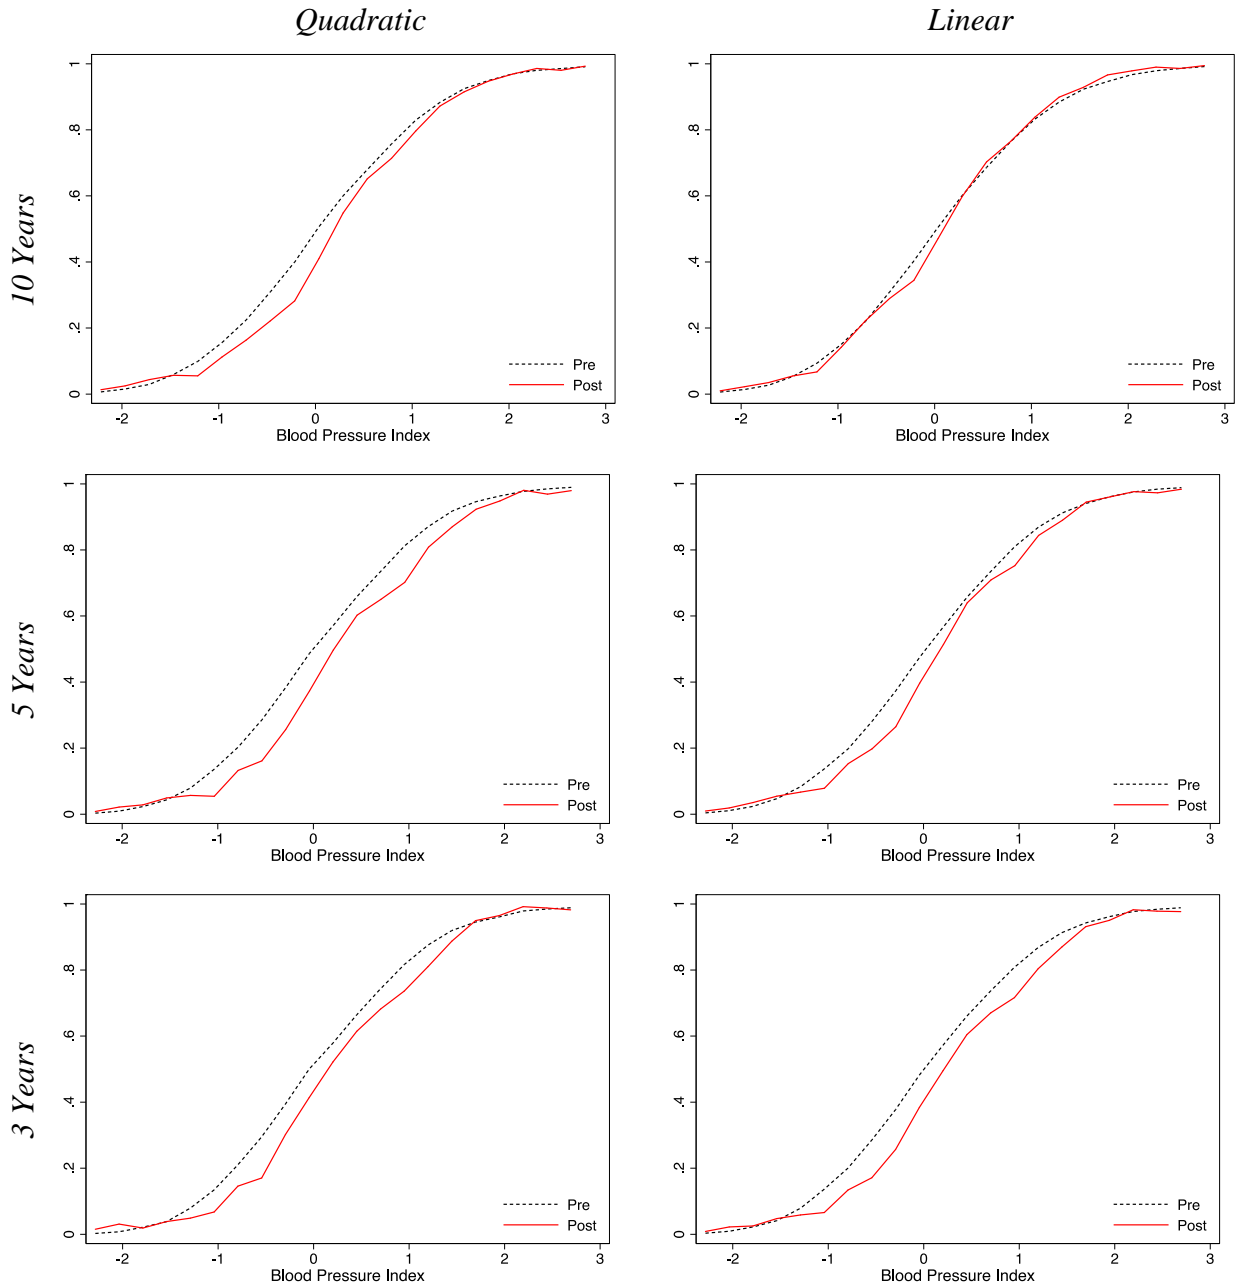 Quadratic
Linear
10 Years
1
.8
.6
.4
.2
0
Pre
Post
-2 -1 0 1 2 3
Blood Pressure Index
1
.8
.6
.4
.2
0
Pre
Post
-2 -1 0 1 2 3
Blood Pressure Index
5 Years
1
.8
.6
.4
.2
0
Pre
Post
-2 -1 0 1 2 3
Blood Pressure Index
1
.8
.6
.4
.2
0
Pre
Post
-2 -1 0 1 2 3
Blood Pressure Index
3 Years
1
.8
.6
.4
.2
0
Pre
Post
-2 -1 0 1 2 3
Blood Pressure Index
1
.8
.6
.4
.2
0
Pre
Post
-2 -1 0 1 2 3
Blood Pressure Index